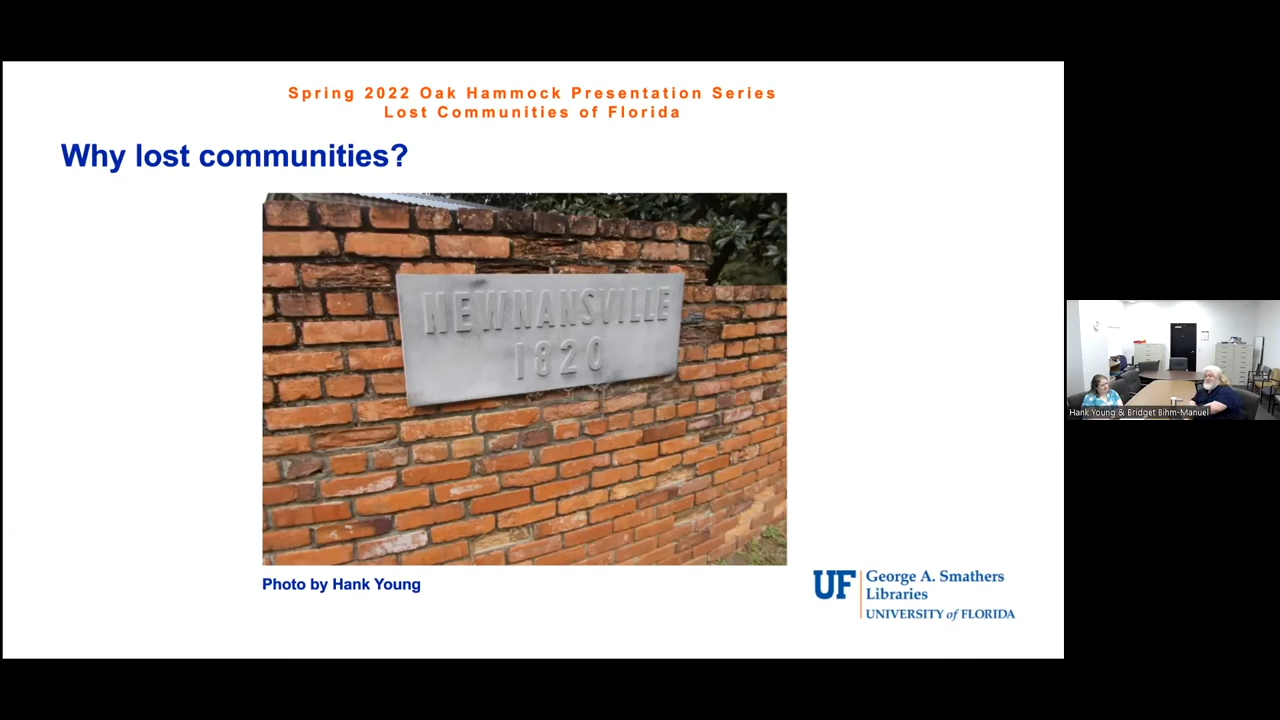 Spring 2022 Oak Hammock Presentation Series
Lost Communities of Florida
Why lost communities?
NEWNANSVILLE
1820
Photo by Hank Young
UF
George A. Smathers
Libraries
UNIVERSITY of FLORIDA
Hank Young & Bridget Bihm-Manuel